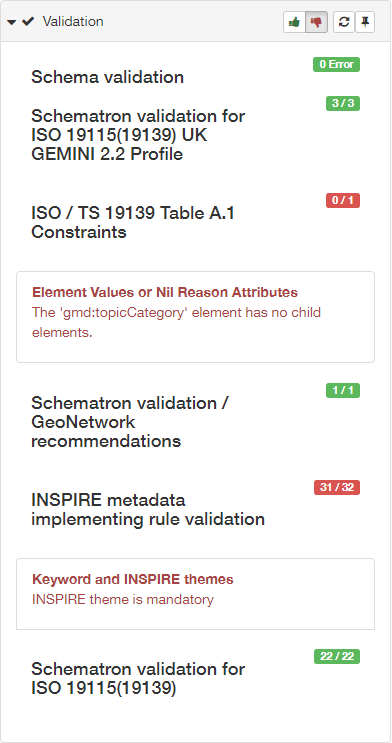 Validation
0 Error
Schema validation
3 / 3
Schematron validation for
ISO 19115(19139) UK
GEMINI 2.2 Profile
0 / 1
ISO / TS 19139 Table A.1
Constraints
Element Values or Nil Reason Attributes
The 'gmd:topicCategory' element has no child
elements.
1 / 1
Schematron validation /
GeoNetwork
recommendations
31 / 32
INSPIRE metadata
implementing rule validation
Keyword and INSPIRE themes
INSPIRE theme is mandatory
22 / 22
Schematron validation for
ISO 19115(19139)